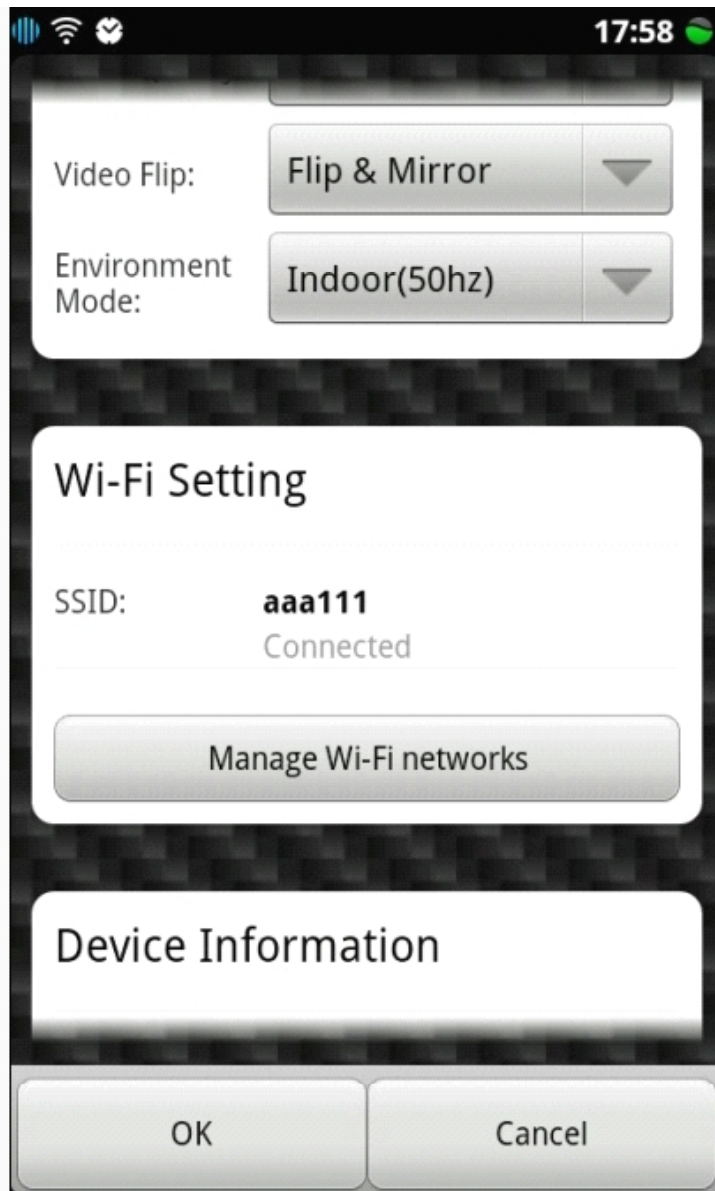 17:58
Video Flip:
Flip & Mirror
Environment
Mode:
Indoor(50hz)
Wi-Fi Setting
SSID:
aaa111
Connected
Manage Wi-Fi networks
Device Information
OK
Cancel